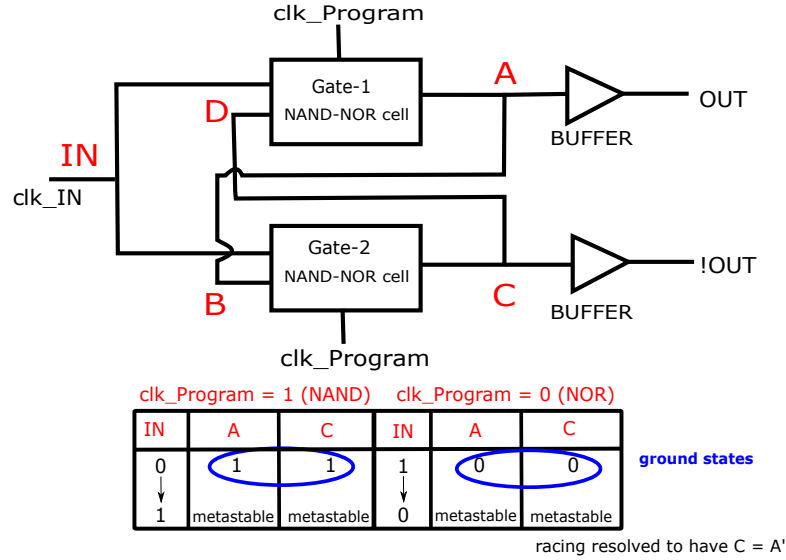 clk_Program
Gate-1
NAND-NOR cell
A
D
OUT
BUFFER
IN
clk_IN
Gate-2
NAND-NOR cell
B
C
!OUT
BUFFER
clk_Program
clk_Program = 1 (NAND) clk_Program = 0 (NOR)
IN A C IN A C
0 1 1 1 0 0
ground states
1 metastable metastable 0 metastable metastable
racing resolved to have C = A'